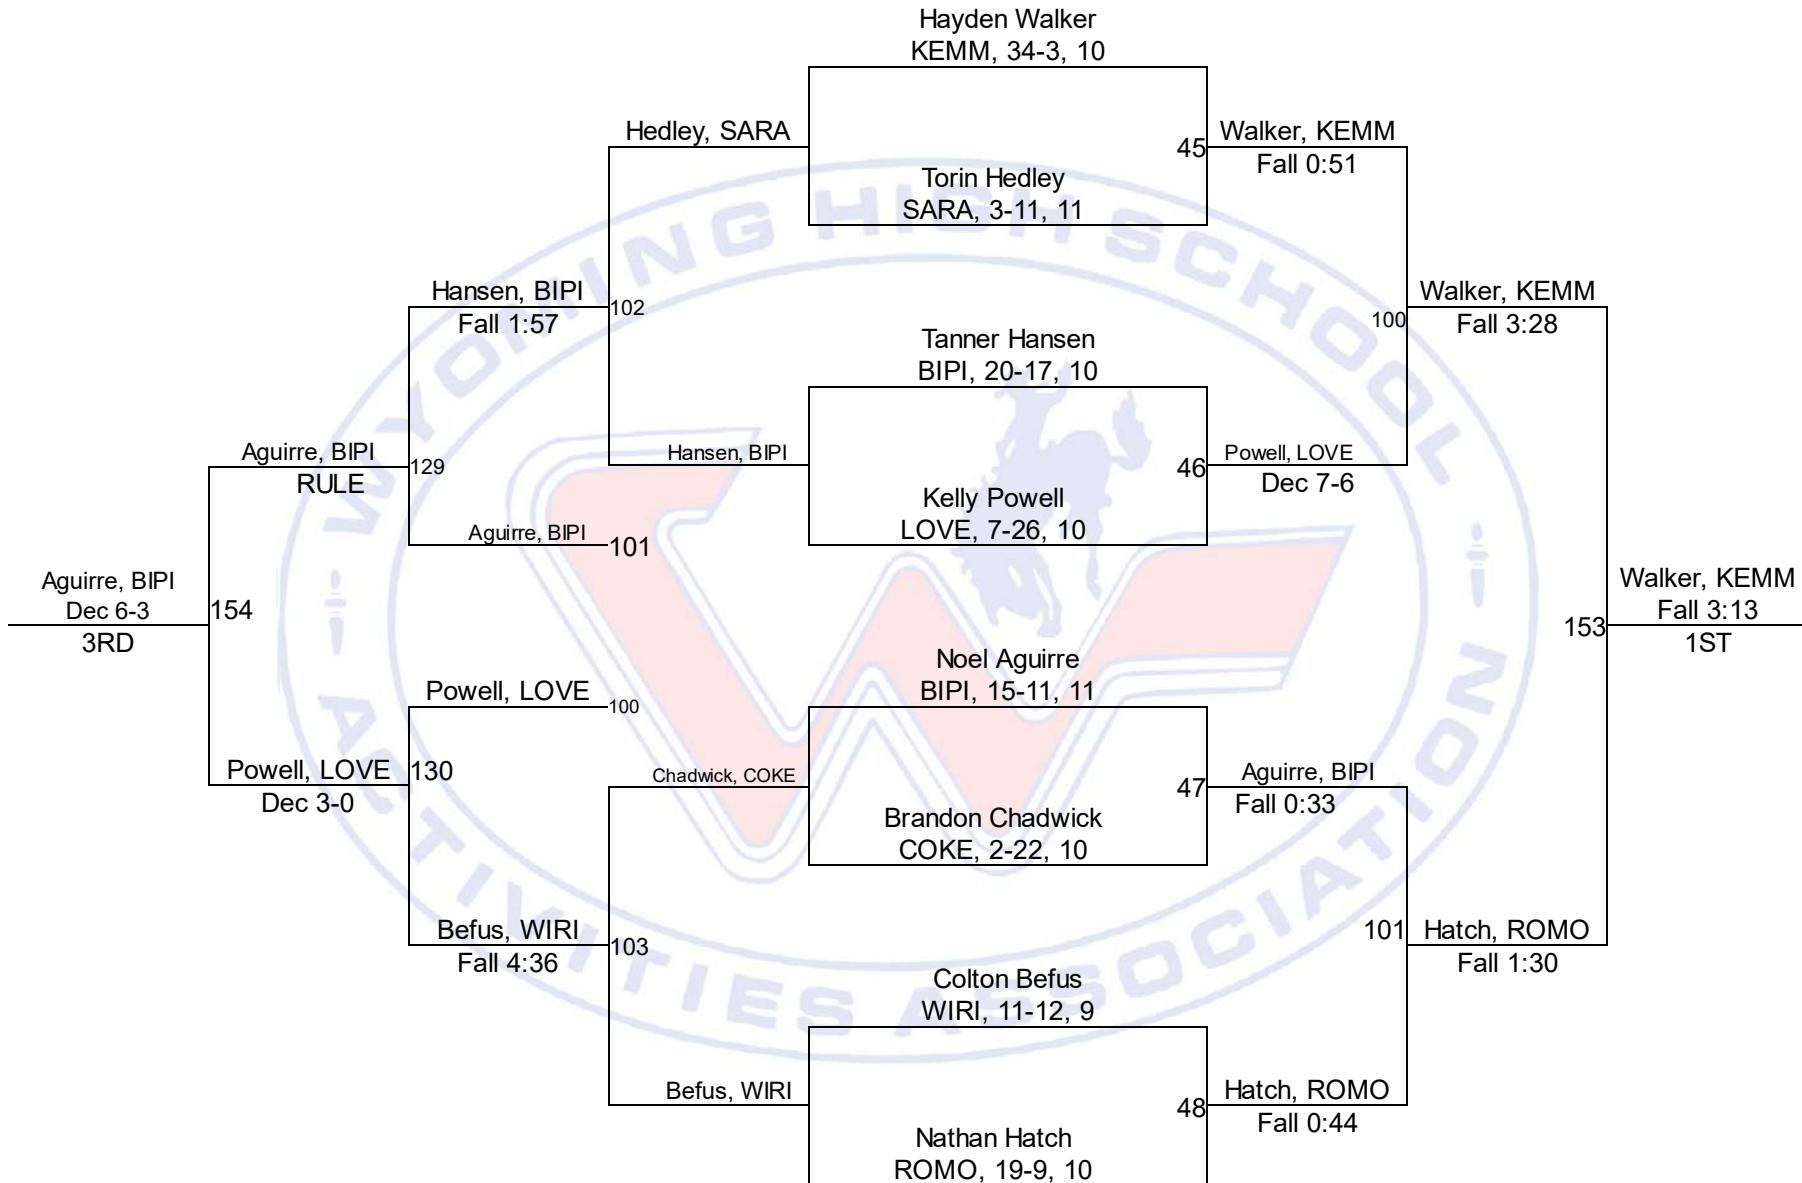 Hayden Walker
KEMM, 34-3, 10
Hedley, SARA
45
Walker, KEMM
Fall 0:51
Torin Hedley
SARA, 3-11, 11
Hansen, BIPI
Fall 1:57
102
100
Walker, KEMM
Fall 3:28
Tanner Hansen
BIPI, 20-17, 10
Aguirre, BIPI
RULE
129
Hansen, BIPI
46
Powell, LOVE
Dec 7-6
Kelly Powell
LOVE, 7-26, 10
Aguirre, BIPI
101
Aguirre, BIPI
Dec 6-3
3RD
154
153
Walker, KEMM
Fall 3:13
1ST
Noel Aguirre
BIPI, 15-11, 11
Powell, LOVE
100
Powell, LOVE
Dec 3-0
130
Chadwick, COKE
47
Aguirre, BIPI
Fall 0:33
Brandon Chadwick
COKE, 2-22, 10
Befus, WIRI
Fall 4:36
103
101
Hatch, ROMO
Fall 1:30
Colton Befus
WIRI, 11-12, 9
Befus, WIRI
48
Hatch, ROMO
Fall 0:44
Nathan Hatch
ROMO, 19-9, 10
WYOMING HIGH SCHOOL
ACTIVITIES ASSOCIATION